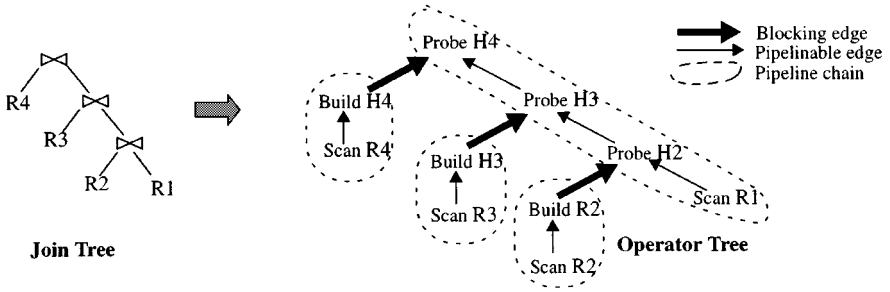 Blocking edge
Pipelinable edge
Pipeline chain
R4
R3
R2
R1
Join Tree
Probe H4
Build H4
Scan R4
Probe H3
Build H3
Scan R3
Probe H2
Build R2
Scan R2
Scan R1
Operator Tree